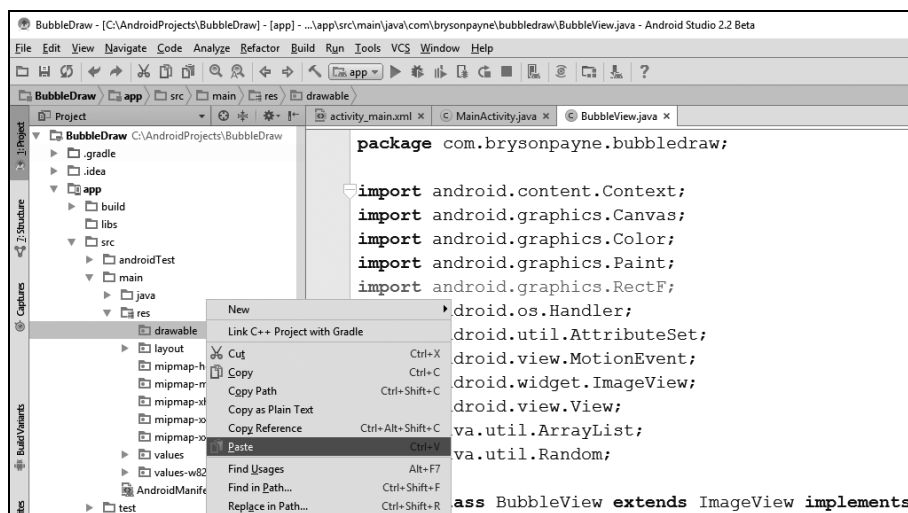 BubbleDraw - [C:\AndroidProjects\BubbleDraw] - [app] - ...\app\src\main\java\com\brysonpayne\bubbledraw\BubbleView.java - Android Studio 2.2 Beta
File Edit View Navigate Code Analyze Refactor Build Run Tools VCS Window Help
app
BubbleDraw app src main res drawable
Project
activity_main.xml × MainActivity.java × BubbleView.java ×
1: Project
7: Structure
Captures
Build Variants
BubbleDraw C:\AndroidProjects\BubbleDraw
.gradle
.idea
app
build
libs
src
androidTest
main
java
res
drawable
layout
mipmap-h
mipmap-m
mipmap-xl
mipmap-xx
mipmap-xx
values
values-w82
AndroidManife
test
New
Link C++ Project with Gradle
Cut Ctrl+X
Copy Ctrl+C
Copy Path Ctrl+Shift+C
Copy as Plain Text
Copy Reference Ctrl+Alt+Shift+C
Paste Ctrl+V
Find Usages Alt+F7
Find in Path... Ctrl+Shift+F
Replace in Path... Ctrl+Shift+R
package com.brysonpayne.bubbledraw;
import android.content.Context;
import android.graphics.Canvas;
import android.graphics.Color;
import android.graphics.Paint;
import android.graphics.RectF;
droid.os.Handler;
droid.util.AttributeSet;
droid.view.MotionEvent;
droid.widget.ImageView;
droid.view.View;
va.util.ArrayList;
va.util.Random;
ass BubbleView extends ImageView implements